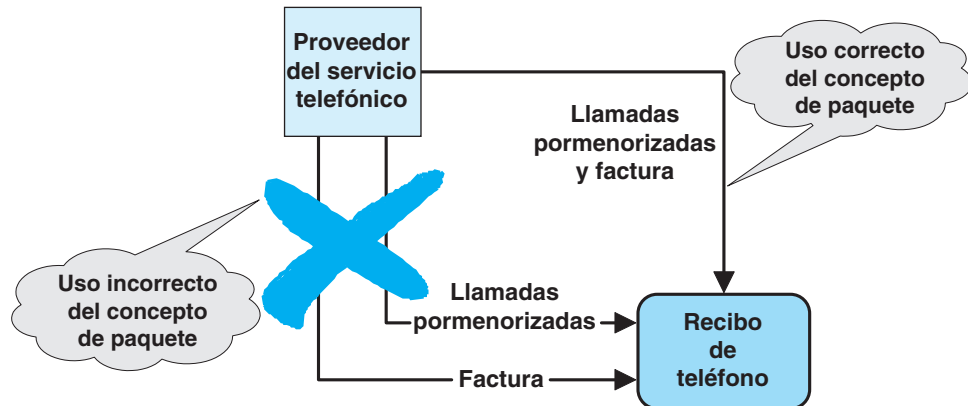 Proveedor
del servicio
telefónico
Uso correcto
del concepto
de paquete
Llamadas
pormenorizadas
y factura
Uso incorrecto
del concepto
de paquete
Llamadas
pormenorizadas
Factura
Recibo
de
teléfono